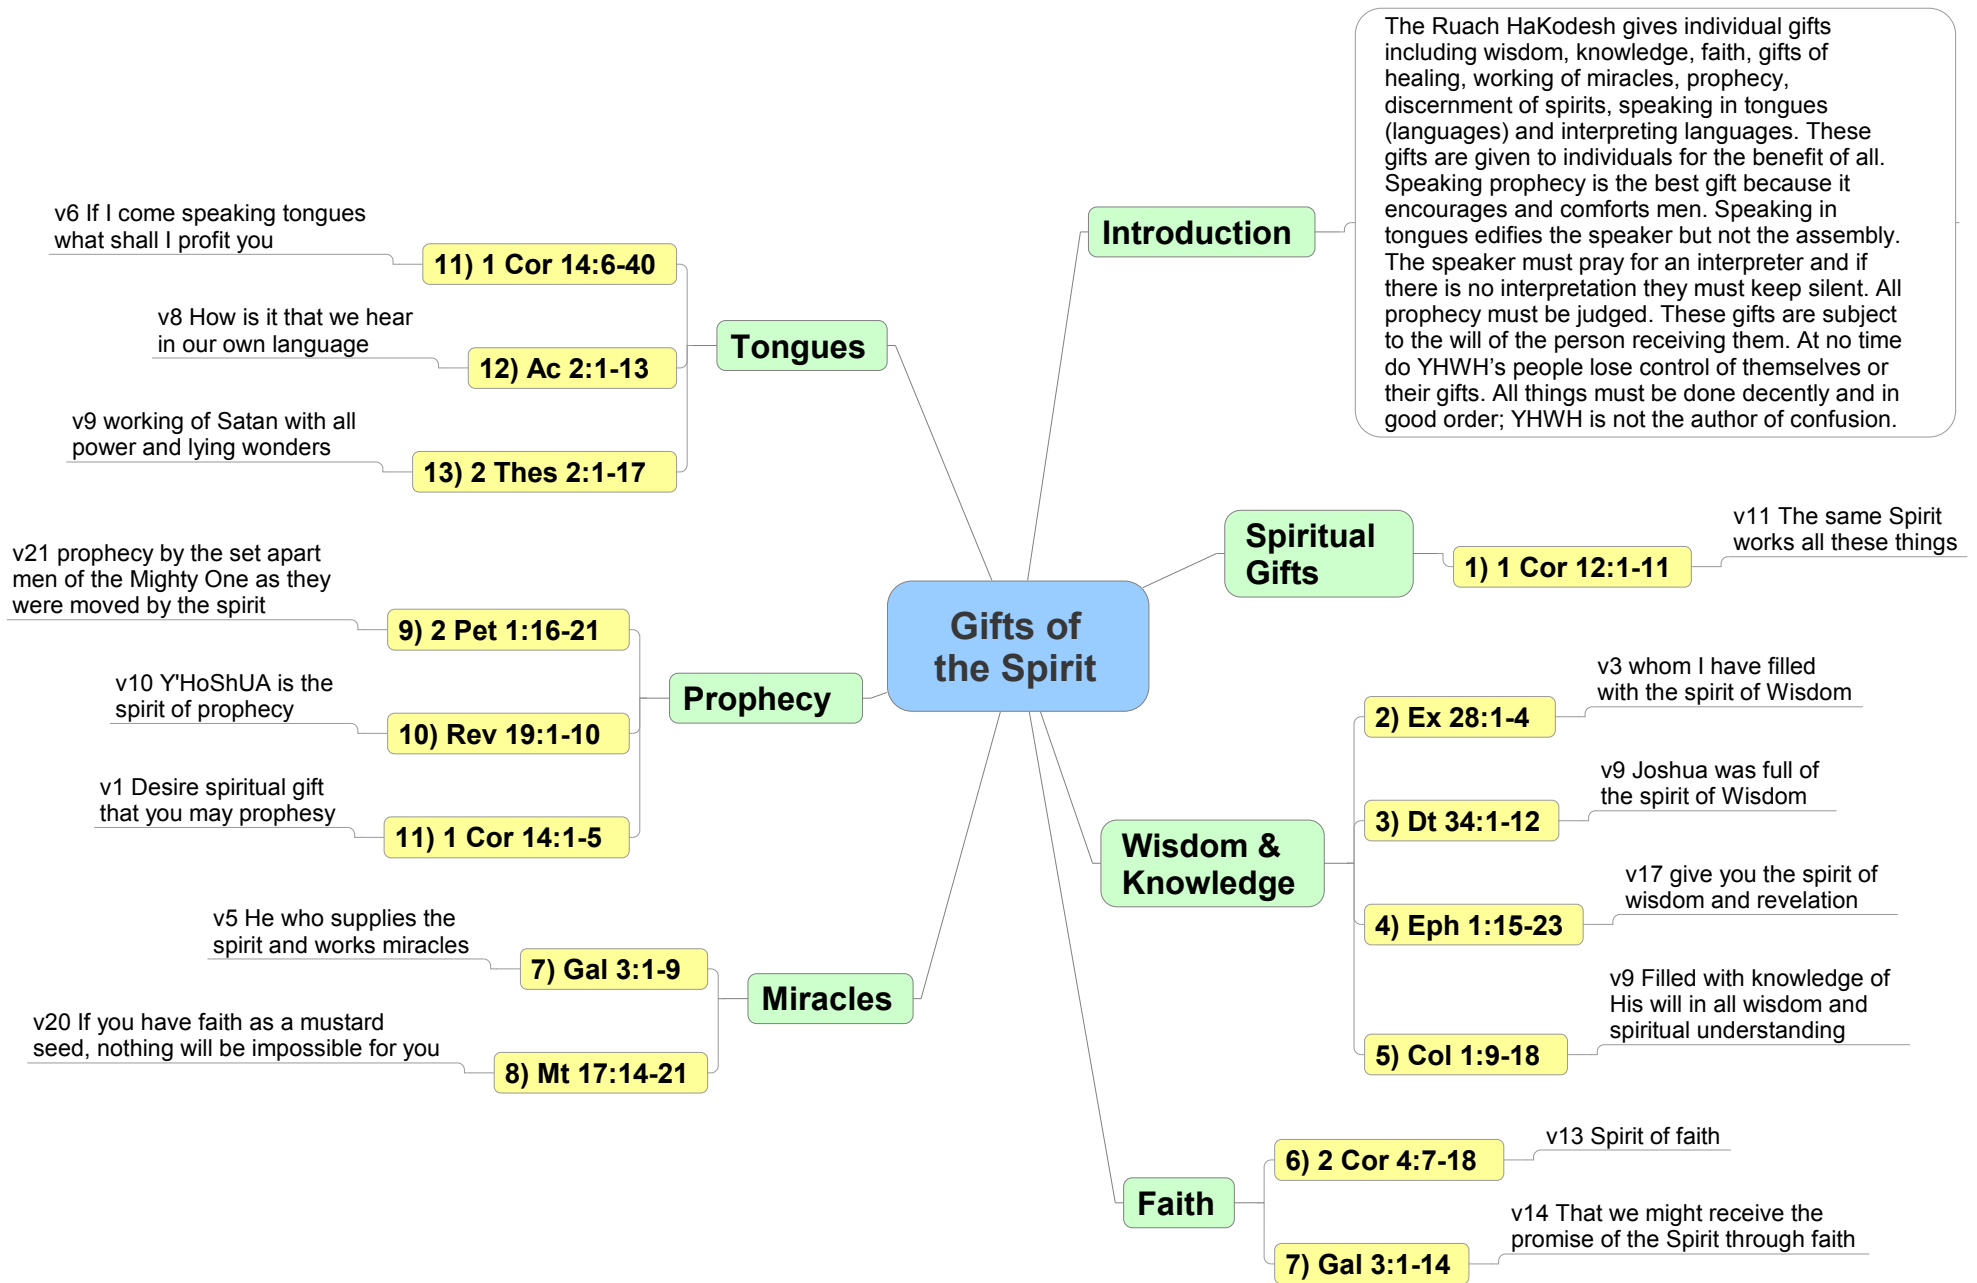 Gifts of
the Spirit
Introduction
The Ruach HaKodesh gives individual gifts
including wisdom, knowledge, faith, gifts of
healing, working of miracles, prophecy,
discernment of spirits, speaking in tongues
(languages) and interpreting languages. These
gifts are given to individuals for the benefit of all.
Speaking prophecy is the best gift because it
encourages and comforts men. Speaking in
tongues edifies the speaker but not the assembly.
The speaker must pray for an interpreter and if
there is no interpretation they must keep silent. All
prophecy must be judged. These gifts are subject
to the will of the person receiving them. At no time
do YHWH’s people lose control of themselves or
their gifts. All things must be done decently and in
good order; YHWH is not the author of confusion.
Spiritual
Gifts
1) 1 Cor 12:1-11
v11 The same Spirit
works all these things
Wisdom &
Knowledge
2) Ex 28:1-4
v3 whom I have filled
with the spirit of Wisdom
3) Dt 34:1-12
v9 Joshua was full of
the spirit of Wisdom
4) Eph 1:15-23
v17 give you the spirit of
wisdom and revelation
5) Col 1:9-18
v9 Filled with knowledge of
His will in all wisdom and
spiritual understanding
Faith
6) 2 Cor 4:7-18
v13 Spirit of faith
7) Gal 3:1-14
v14 That we might receive the
promise of the Spirit through faith
Miracles
7) Gal 3:1-9
v5 He who supplies the
spirit and works miracles
8) Mt 17:14-21
v20 If you have faith as a mustard
seed, nothing will be impossible for you
Prophecy
9) 2 Pet 1:16-21
v21 prophecy by the set apart
men of the Mighty One as they
were moved by the spirit
10) Rev 19:1-10
v10 Y'HoShUA is the
spirit of prophecy
11) 1 Cor 14:1-5
v1 Desire spiritual gift
that you may prophesy
Tongues
11) 1 Cor 14:6-40
v6 If I come speaking tongues
what shall I profit you
12) Ac 2:1-13
v8 How is it that we hear
in our own language
13) 2 Thes 2:1-17
v9 working of Satan with all
power and lying wonders